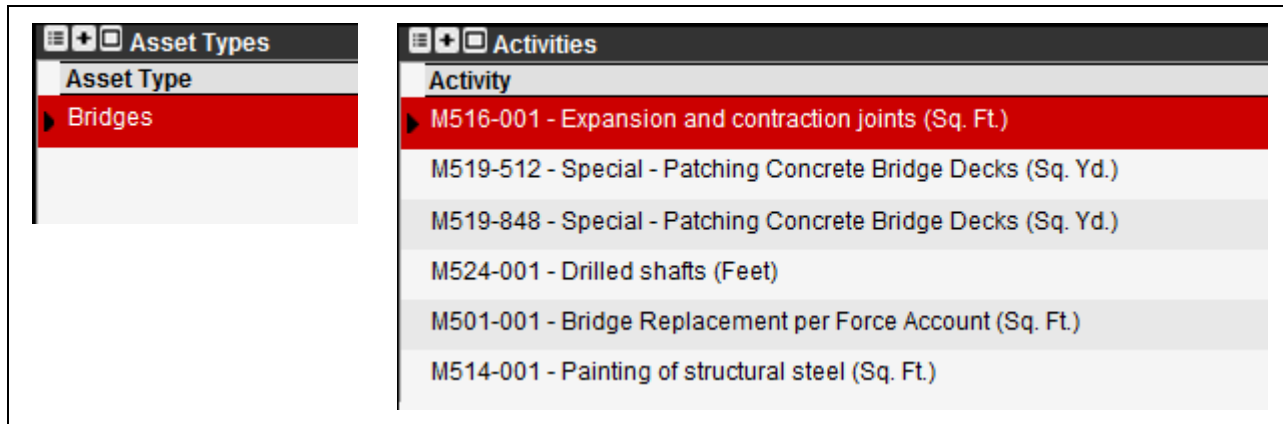 Asset Types
Asset Type
Bridges
Activities
Activity
M516-001 - Expansion and contraction joints (Sq. Ft.)
M519-512 - Special - Patching Concrete Bridge Decks (Sq. Yd.)
M519-848 - Special - Patching Concrete Bridge Decks (Sq. Yd.)
M524-001 - Drilled shafts (Feet)
M501-001 - Bridge Replacement per Force Account (Sq. Ft.)
M514-001 - Painting of structural steel (Sq. Ft.)